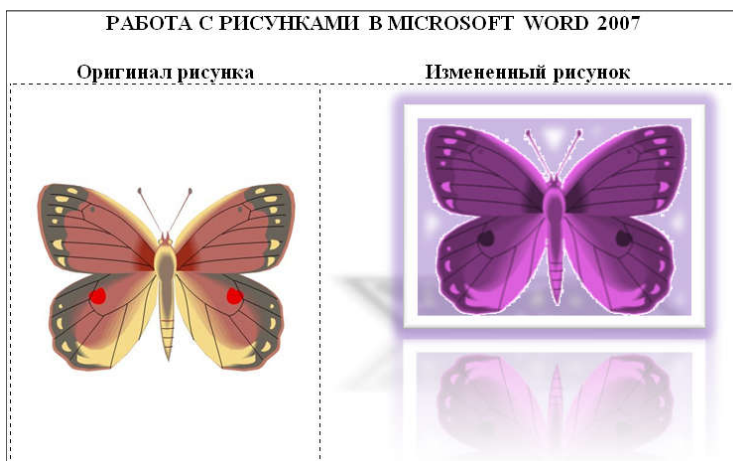 РАБОТА С РИСУНКАМИ В MICROSOFT WORD 2007
Оригинал рисунка
Измененный рисунок